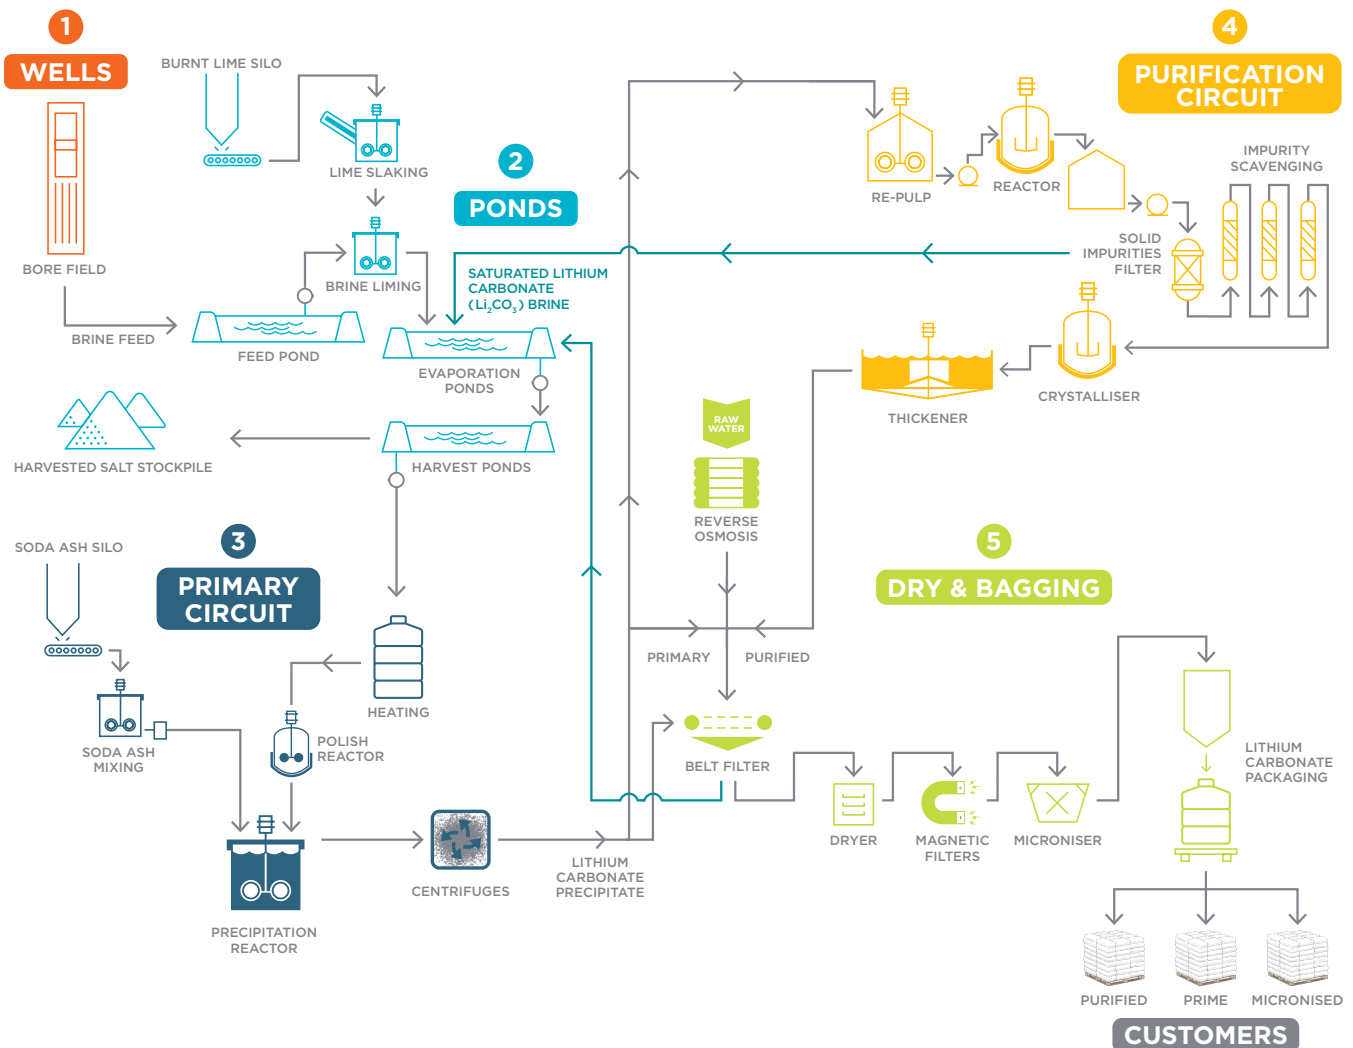 1
WELLS
BORE FIELD
BRINE FEED
BURNT LIME SILO
LIME SLAKING
BRINE LIMING
FEED POND
2
PONDS
SATURATED LITHIUM
CARBONATE
(Li₂CO₃) BRINE
EVAPORATION
PONDS
HARVEST PONDS
HARVESTED SALT STOCKPILE
3
PRIMARY
CIRCUIT
SODA ASH SILO
SODA ASH
MIXING
HEATING
POLISH
REACTOR
PRECIPITATION
REACTOR
CENTRIFUGES
LITHIUM
CARBONATE
PRECIPITATE
4
PURIFICATION
CIRCUIT
RE-PULP
REACTOR
SOLID
IMPURITIES
FILTER
IMPURITY
SCAVENGING
CRYSTALLISER
THICKENER
RAW
WATER
REVERSE
OSMOSIS
PRIMARY
PURIFIED
5
DRY & BAGGING
BELT FILTER
DRYER
MAGNETIC
FILTERS
MICRONISER
LITHIUM
CARBONATE
PACKAGING
PURIFIED
PRIME
MICRONISED
CUSTOMERS